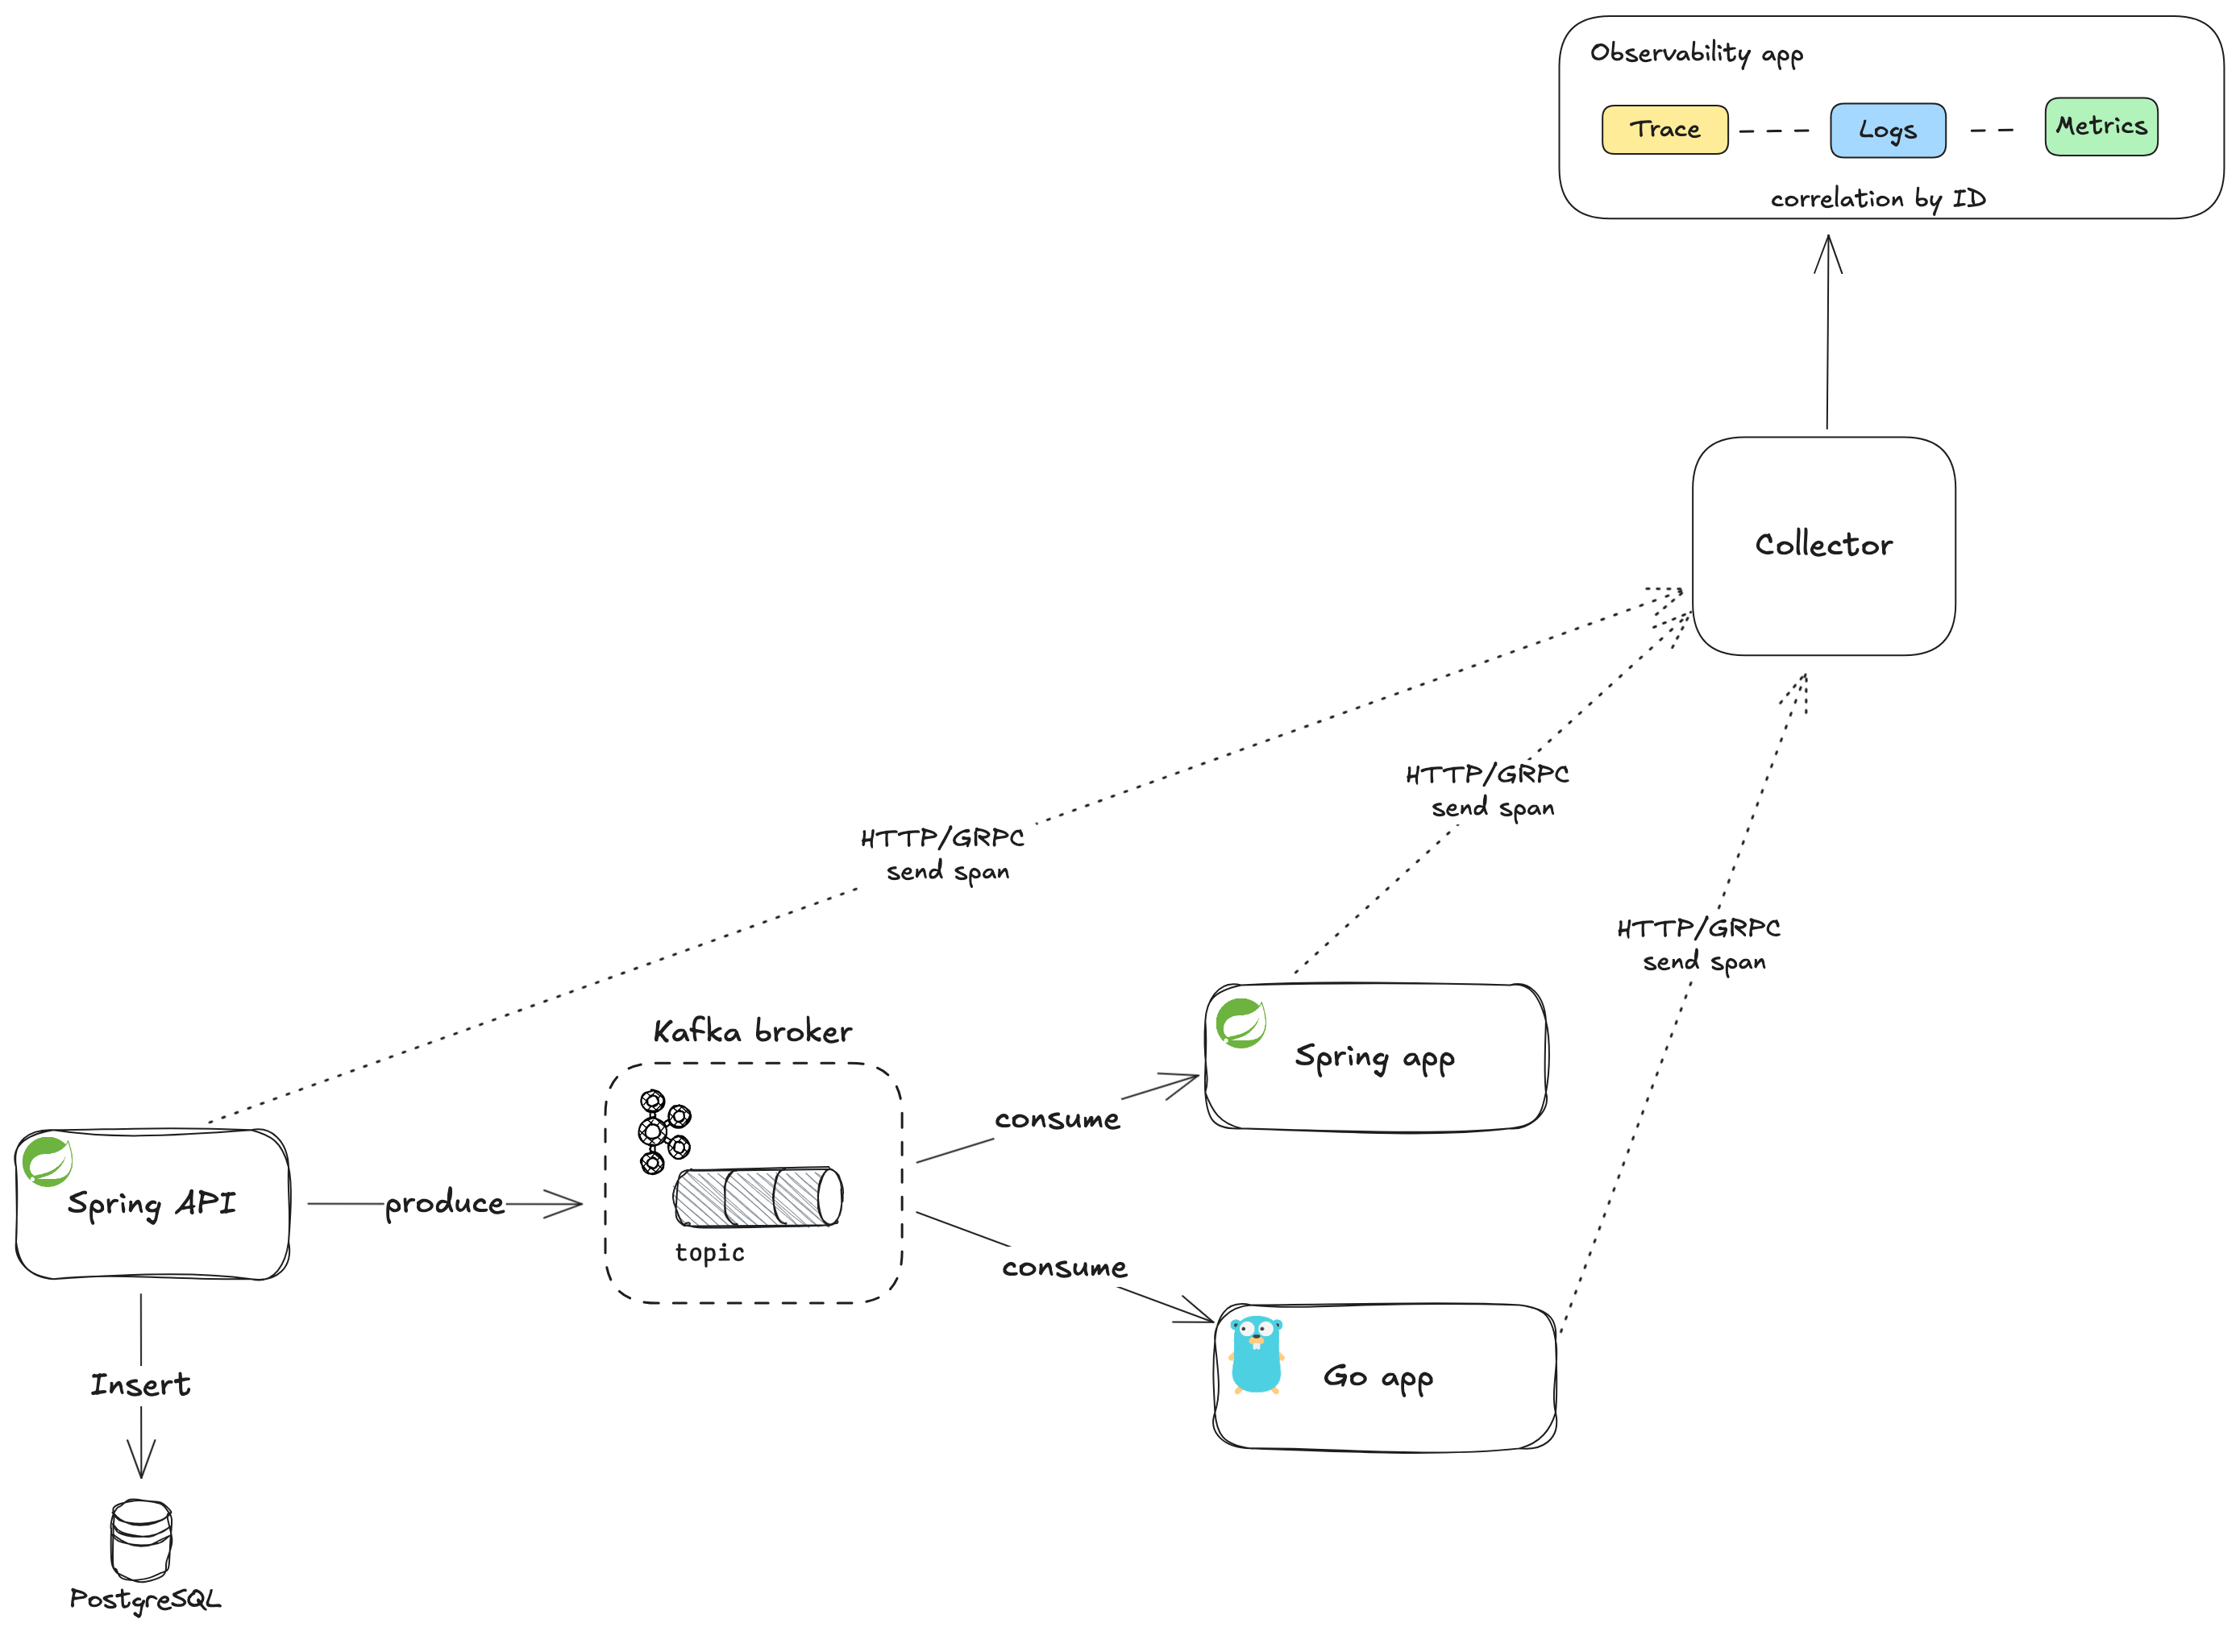 Observability app
Trace
Logs
Metrics
correlation by ID
Collector
HTTP/GRPC
send span
HTTP/GRPC
send span
HTTP/GRPC
send span
Kafka broker
topic
Spring API
produce
consume
Spring app
consume
Go app
Insert
PostgreSQL